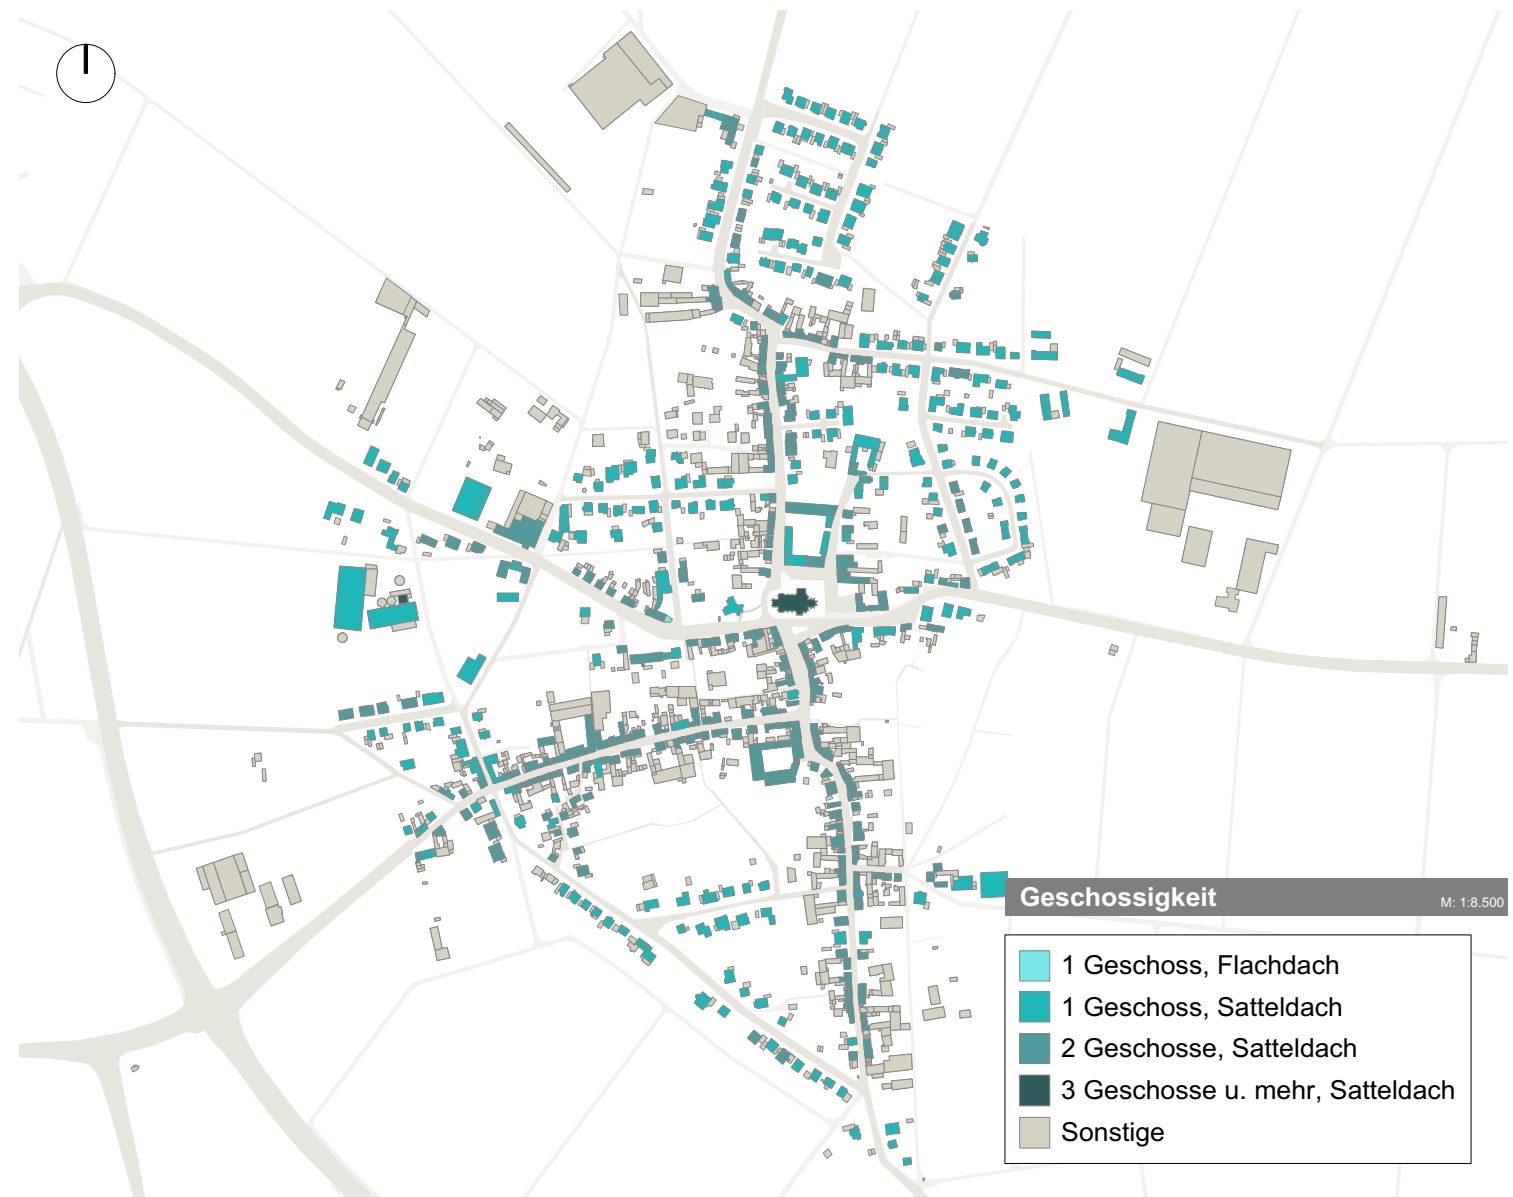 Geschossigkeit
M: 1:8.500
1 Geschoss, Flachdach
1 Geschoss, Satteldach
2 Geschosse, Satteldach
3 Geschosse u. mehr, Satteldach
Sonstige